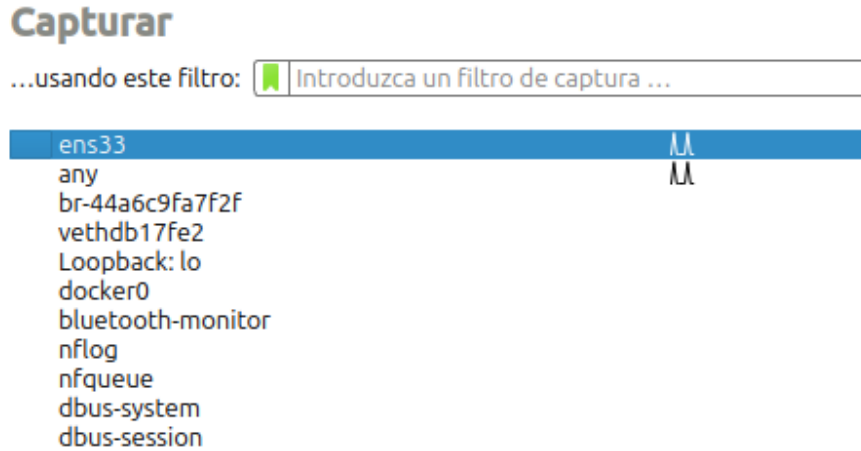 Capturar
…usando este filtro: Introduzca un filtro de captura …
ens33
any
br-44a6c9fa7f2f
vethdb17fe2
Loopback: lo
docker0
bluetooth-monitor
nflog
nfqueue
dbus-system
dbus-session